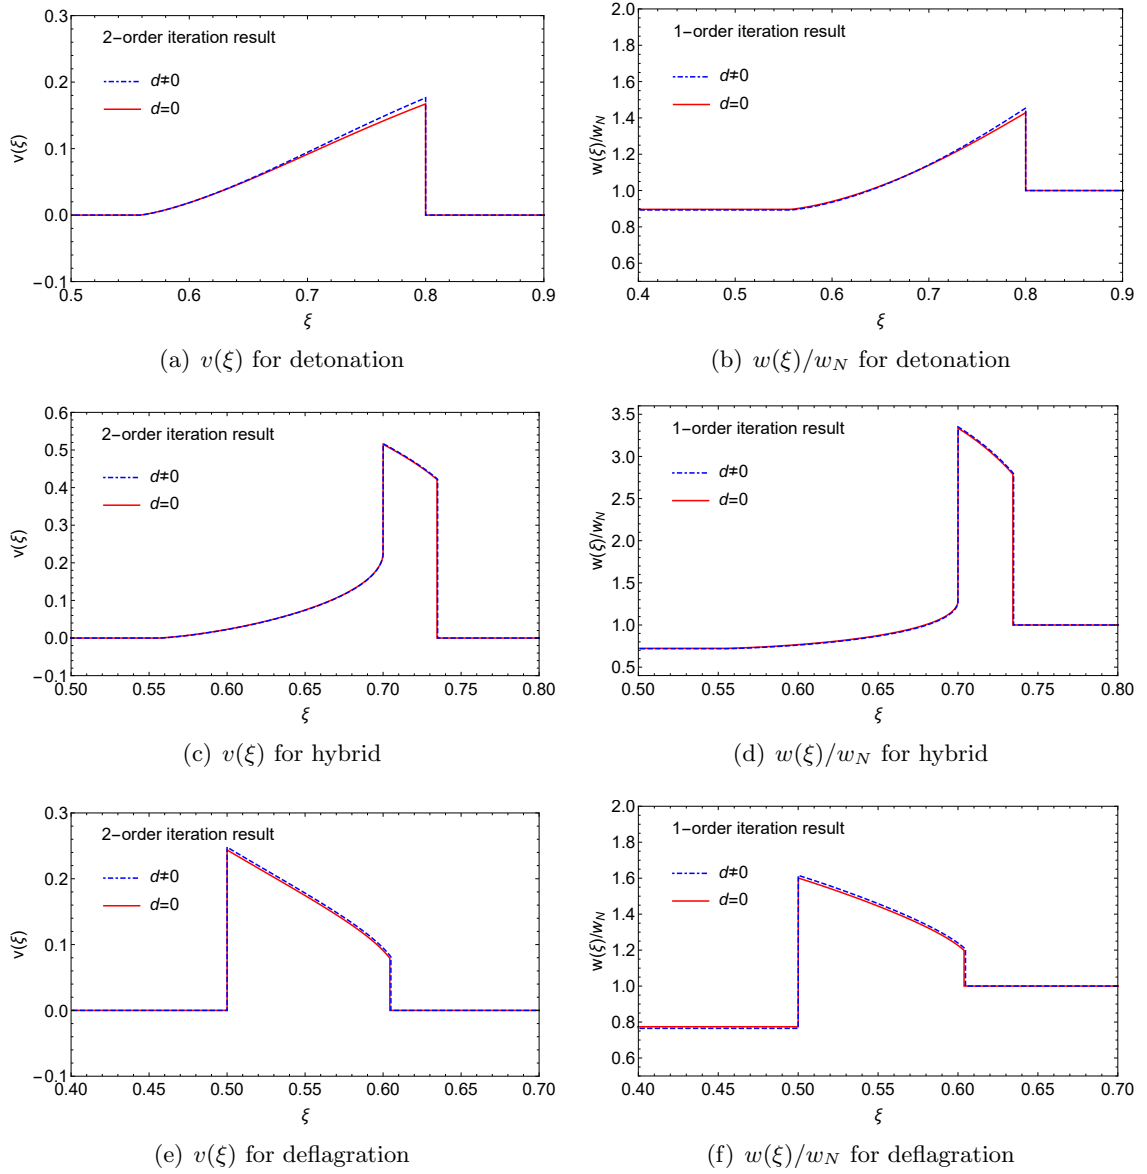 2−order iteration result
d≠0
d=0
v(ξ)
0.3
0.2
0.1
0.0
−0.1
0.5 0.6 0.7 0.8 0.9
ξ
(a) v(ξ) for detonation
1−order iteration result
d≠0
d=0
w(ξ)/w_N
2.0
1.8
1.6
1.4
1.2
1.0
0.8
0.6
0.4 0.5 0.6 0.7 0.8 0.9
ξ
(b) w(ξ)/w_N for detonation
2−order iteration result
d≠0
d=0
v(ξ)
0.6
0.5
0.4
0.3
0.2
0.1
0.0
−0.1
0.50 0.55 0.60 0.65 0.70 0.75 0.80
ξ
(c) v(ξ) for hybrid
1−order iteration result
d≠0
d=0
w(ξ)/w_N
3.5
3.0
2.5
2.0
1.5
1.0
0.5
0.50 0.55 0.60 0.65 0.70 0.75 0.80
ξ
(d) w(ξ)/w_N for hybrid
2−order iteration result
d≠0
d=0
v(ξ)
0.3
0.2
0.1
0.0
−0.1
0.40 0.45 0.50 0.55 0.60 0.65 0.70
ξ
(e) v(ξ) for deflagration
1−order iteration result
d≠0
d=0
w(ξ)/w_N
2.0
1.8
1.6
1.4
1.2
1.0
0.8
0.6
0.40 0.45 0.50 0.55 0.60 0.65 0.70
ξ
(f) w(ξ)/w_N for deflagration